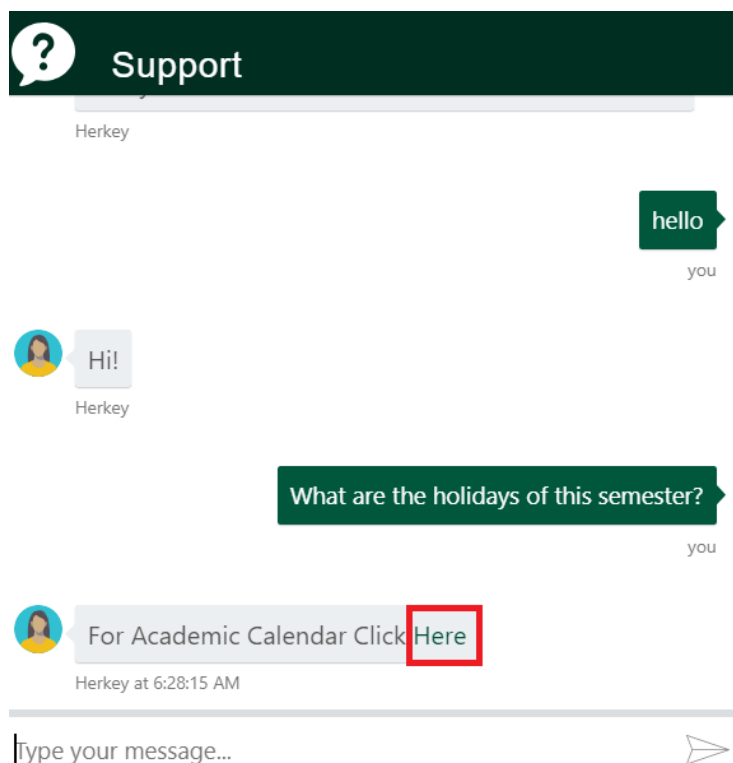 ?
Support
Herkey
hello
you
Hi!
Herkey
What are the holidays of this semester?
you
For Academic Calendar Click Here
Herkey at 6:28:15 AM
Type your message...